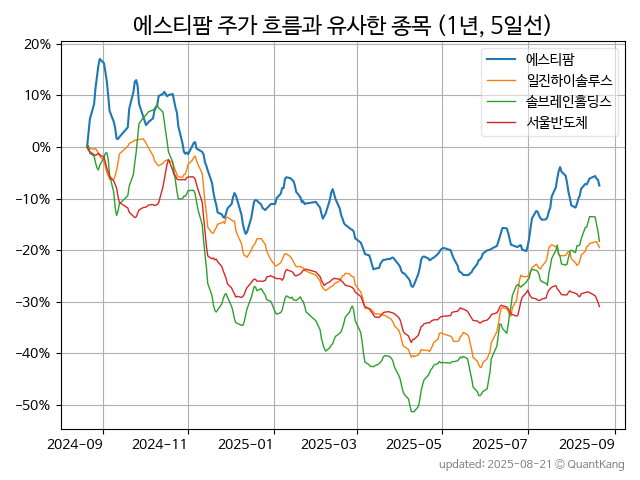 에스티팜 주가 흐름과 유사한 종목 (1년, 5일선)
에스티팜
일진하이솔루스
솔브레인홀딩스
서울반도체
20%
10%
0%
−10%
−20%
−30%
−40%
−50%
2024-09
2024-11
2025-01
2025-03
2025-05
2025-07
2025-09
updated: 2025-08-21 © QuantKang